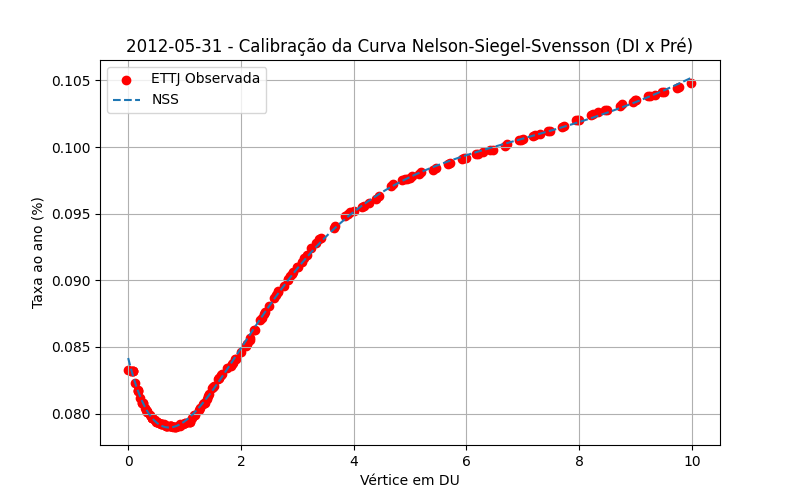 2012-05-31 - Calibração da Curva Nelson-Siegel-Svensson (DI x Pré)
ETTJ Observada
NSS
Taxa ao ano (%)
0.105
0.100
0.095
0.090
0.085
0.080
0 2 4 6 8 10
Vértice em DU